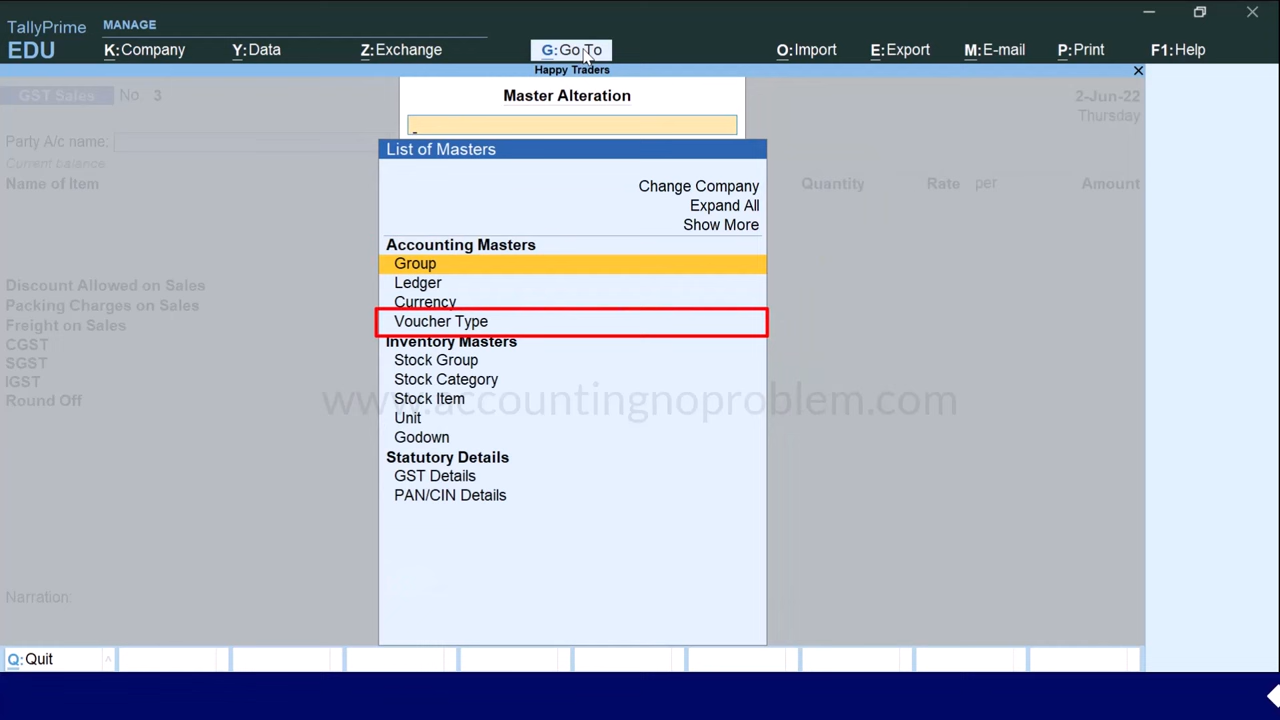 TallyPrime
EDU
MANAGE
K:Company
Y:Data
Z:Exchange
G:Go To
O:Import
E:Export
M:E-mail
P:Print
F1:Help
Happy Traders
GST Sales No 3
2-Jun-22
Thursday
Party A/c name:
Current balance:
Name of Item
Quantity
Rate per
Amount
Discount Allowed on Sales
Packing Charges on Sales
Freight on Sales
CGST
SGST
IGST
Round Off
Narration:
Master Alteration
List of Masters
Change Company
Expand All
Show More
Accounting Masters
Group
Ledger
Currency
Voucher Type
Inventory Masters
Stock Group
Stock Category
Stock Item
Unit
Godown
Statutory Details
GST Details
PAN/CIN Details
www.accountingnoproblem.com
Q:Quit